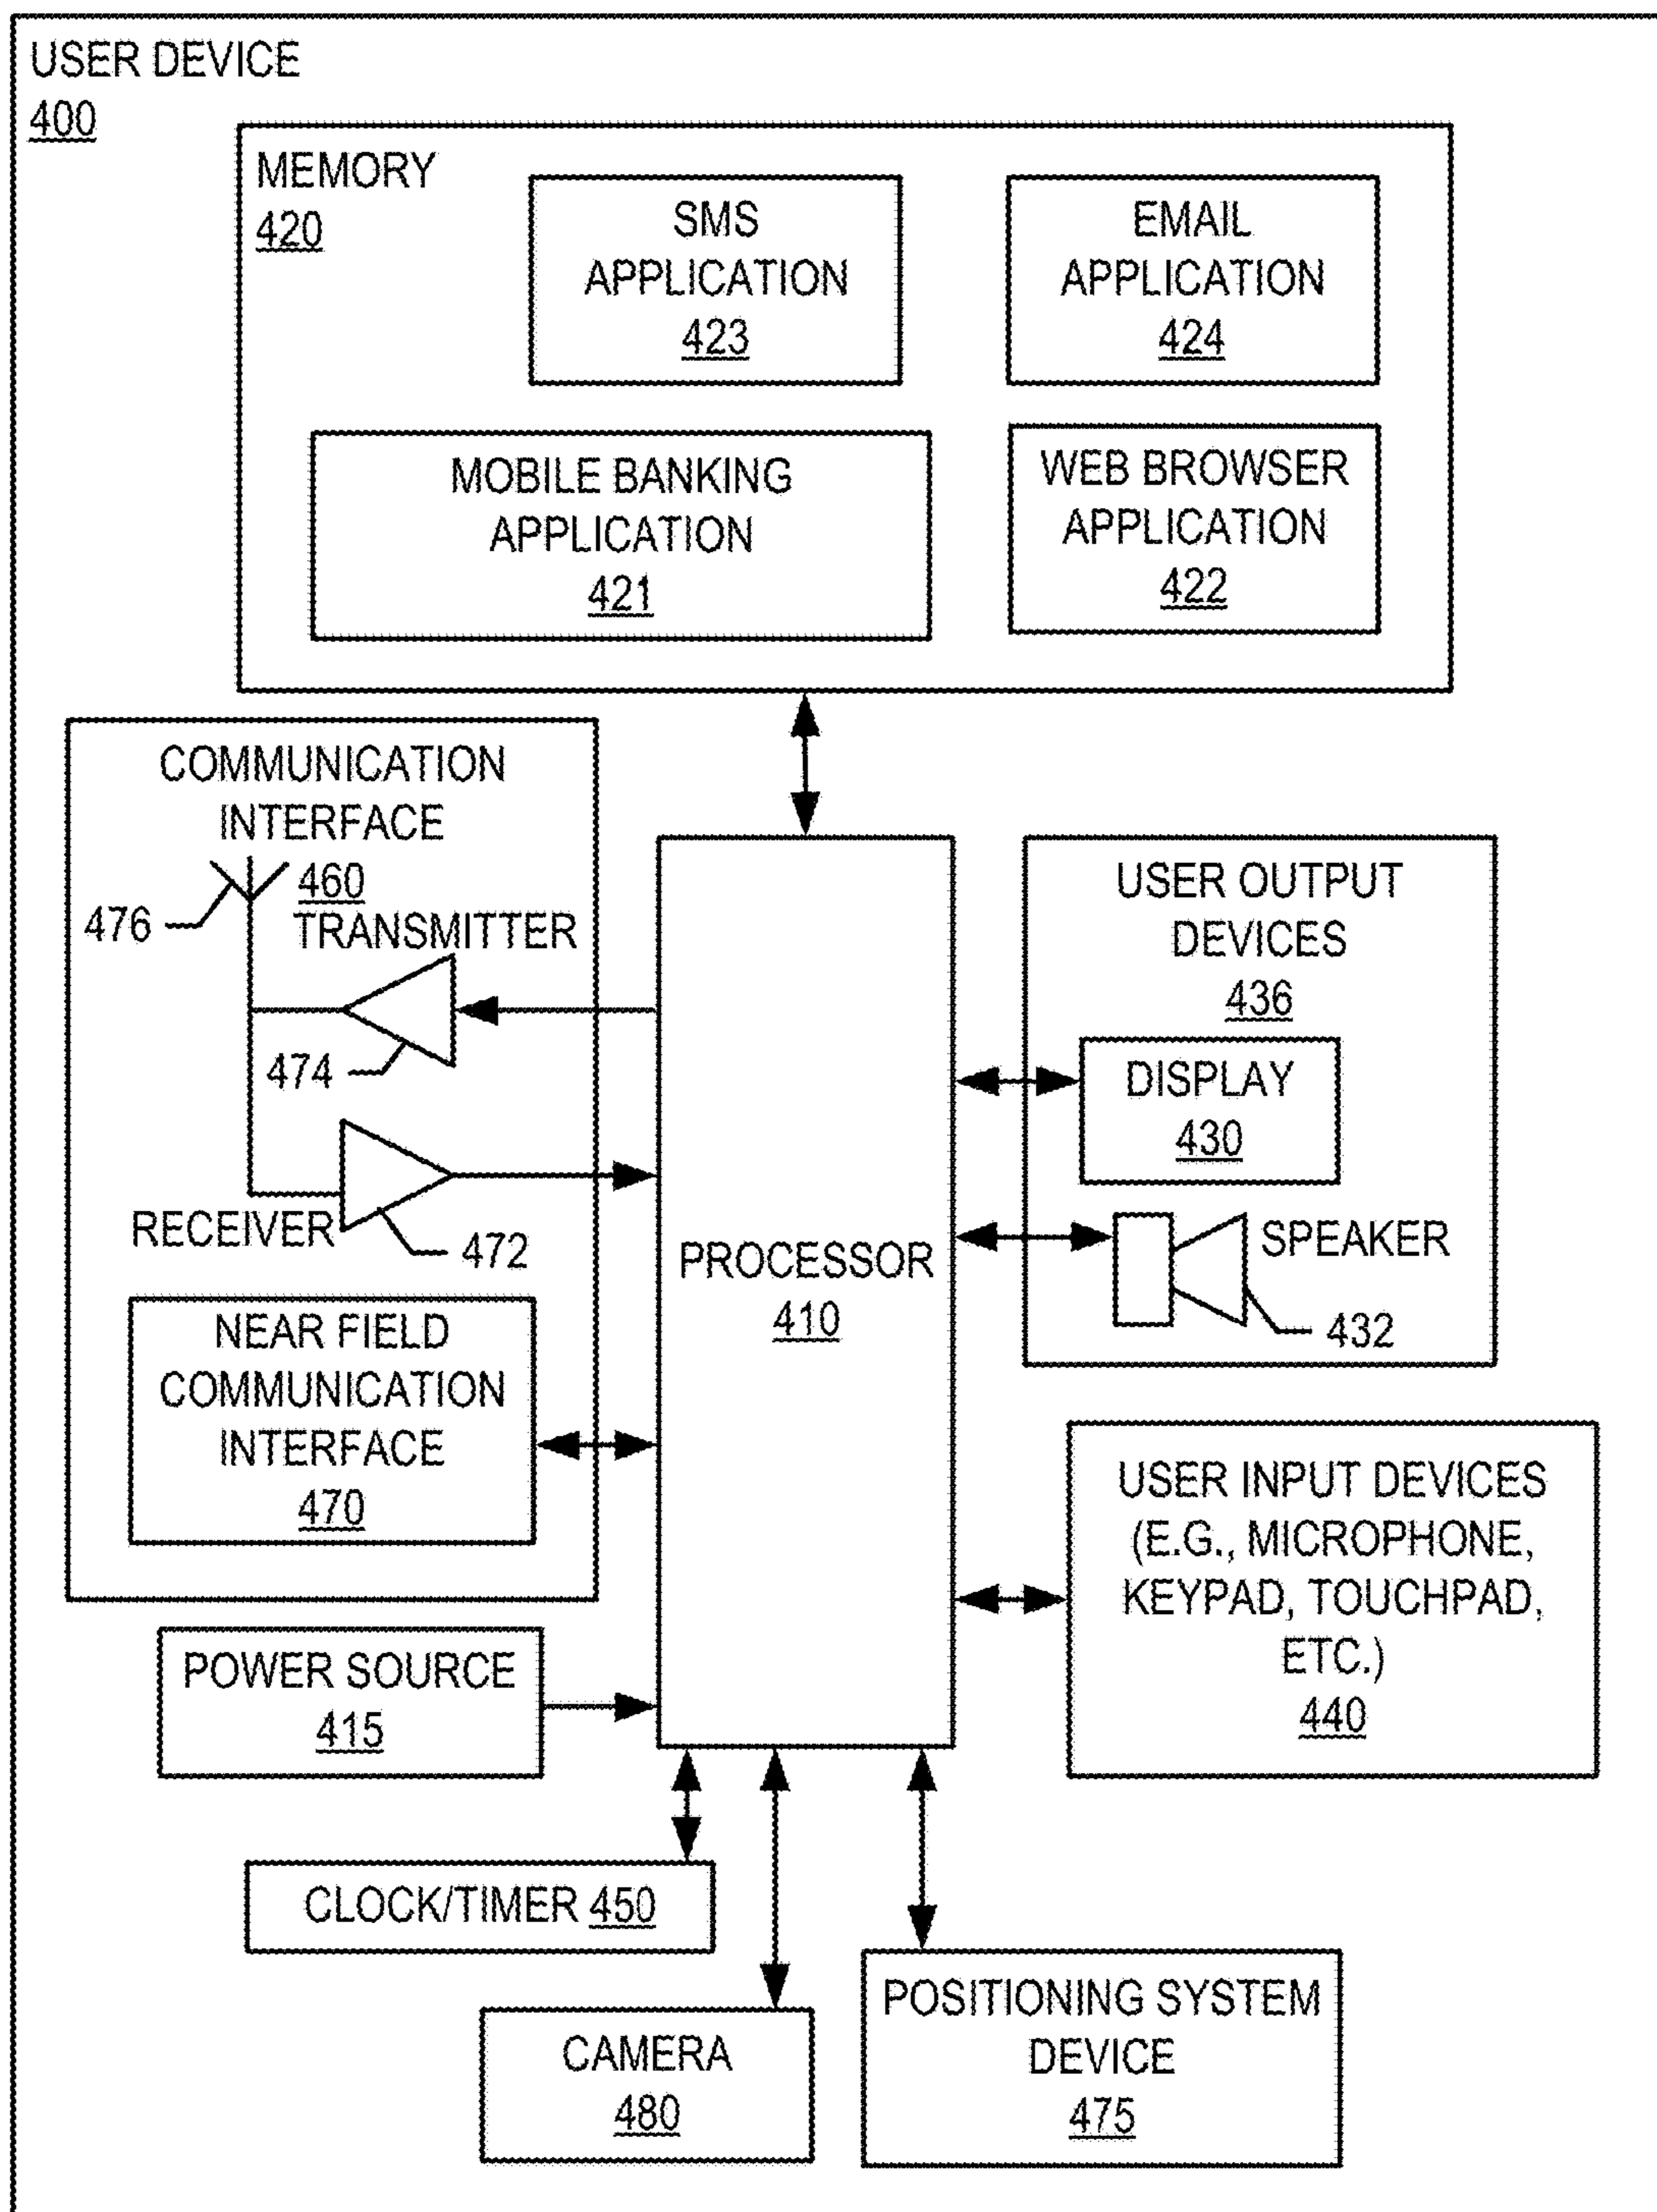 USER DEVICE
400
MEMORY
420
SMS
APPLICATION
423
EMAIL
APPLICATION
424
MOBILE BANKING
APPLICATION
421
WEB BROWSER
APPLICATION
422
COMMUNICATION
INTERFACE
460
476
TRANSMITTER
474
RECEIVER
472
NEAR FIELD
COMMUNICATION
INTERFACE
470
PROCESSOR
410
USER OUTPUT
DEVICES
436
DISPLAY
430
SPEAKER
432
USER INPUT DEVICES
(E.G., MICROPHONE,
KEYPAD, TOUCHPAD,
ETC.)
440
POWER SOURCE
415
CLOCK/TIMER 450
CAMERA
480
POSITIONING SYSTEM
DEVICE
475